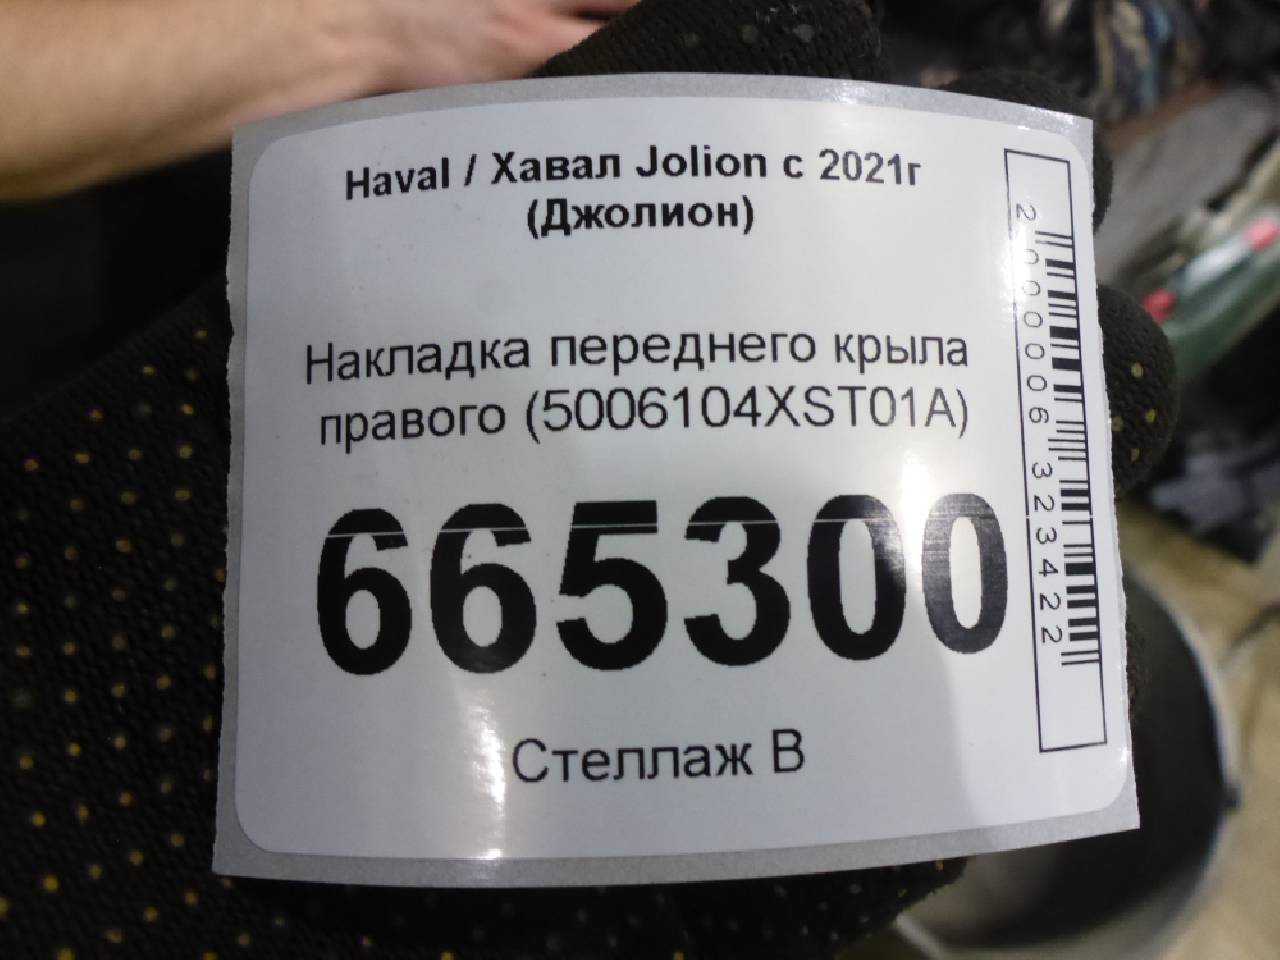 Haval / Хавал Jolion с 2021г
(Джолион)
Накладка переднего крыла
правого (5006104XST01A)
665300
Стеллаж В
2000006323422